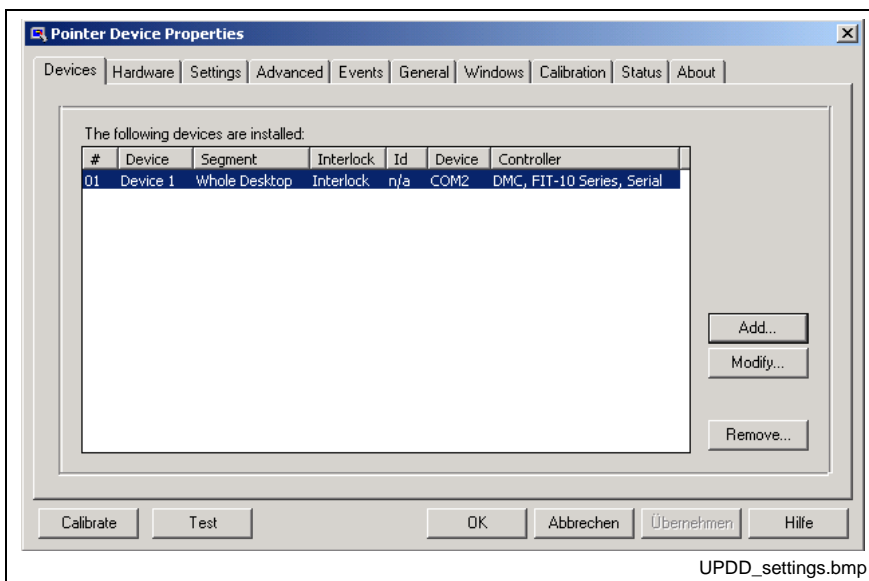 Pointer Device Properties
Devices Hardware Settings Advanced Events General Windows Calibration Status About
The following devices are installed:
# Device Segment Interlock Id Device Controller
01 Device 1 Whole Desktop Interlock n/a COM2 DMC, FIT-10 Series, Serial
Add...
Modify...
Remove...
Calibrate Test OK Abbrechen Übernehmen Hilfe
UPDD_settings.bmp